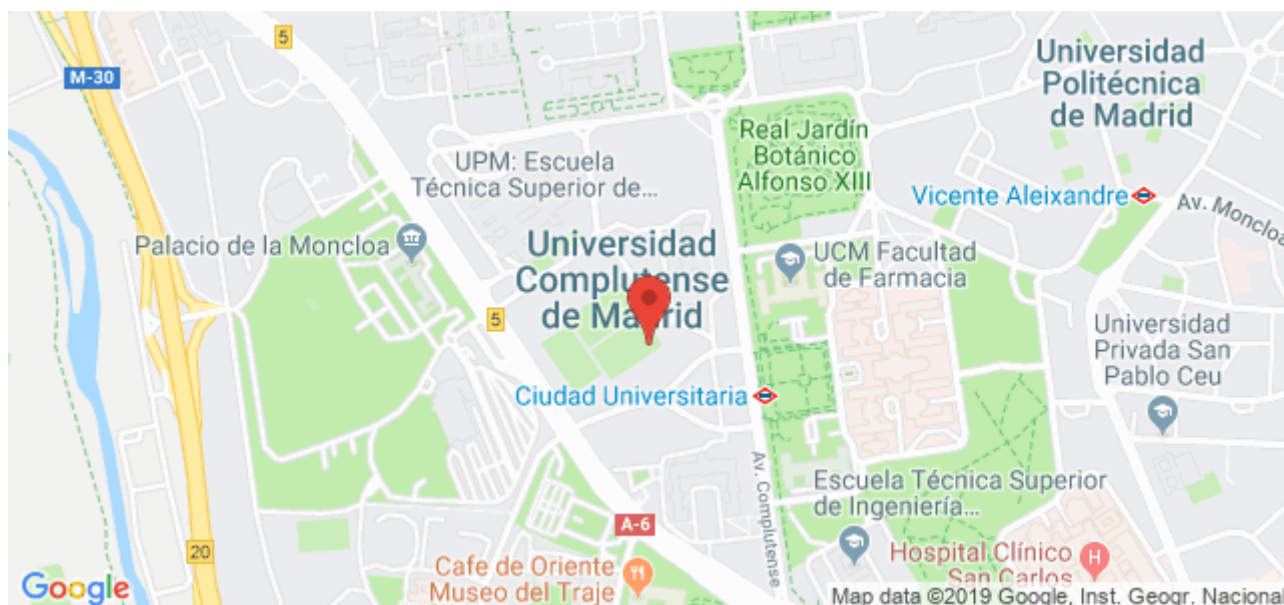 5
M-30
Universidad
Politécnica
de Madrid
Real Jardín
Botánico
Alfonso XIII
UPM: Escuela
Técnica Superior de...
Vicente Aleixandre
Av. Moncloa
Palacio de la Moncloa
Universidad
Complutense
de Madrid
UCM Facultad
de Farmacia
5
Universidad
Privada San
Pablo Ceu
Ciudad Universitaria
Av. Complutense
Escuela Técnica Superior
de Ingeniería...
A-6
20
Hospital Clínico
San Carlos
H
Cafe de Oriente
Museo del Traje
Google
Map data ©2019 Google, Inst. Geogr. Naciona